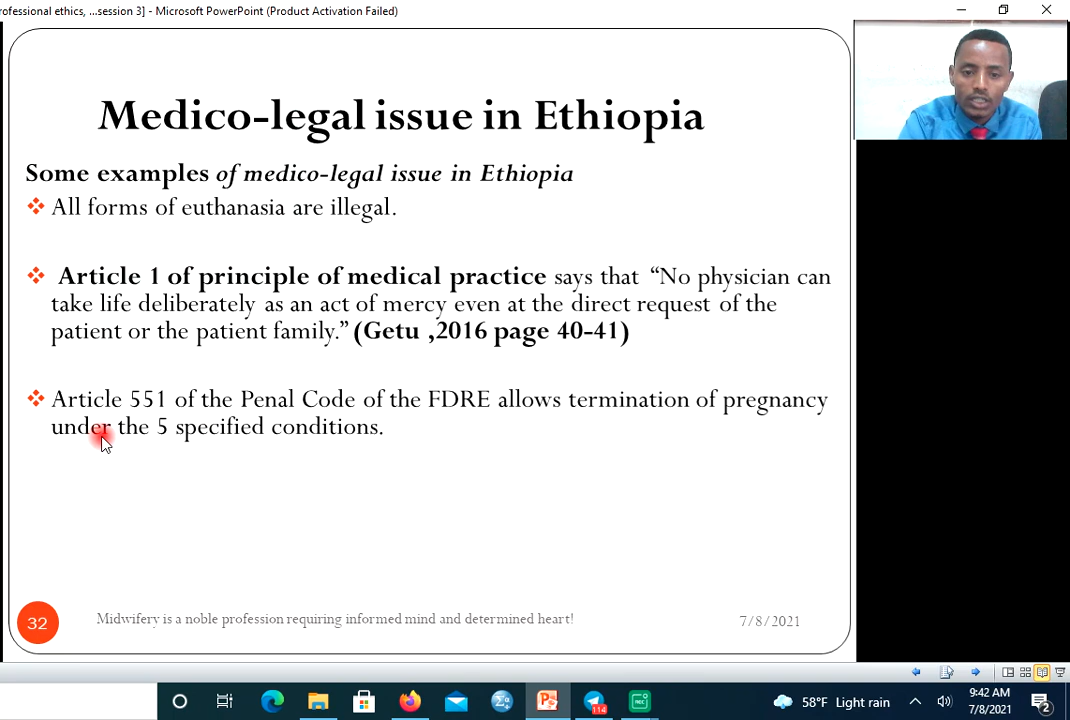 rofessional ethics, ...session 3] - Microsoft PowerPoint (Product Activation Failed)
Medico-legal issue in Ethiopia
Some examples of medico-legal issue in Ethiopia
❖ All forms of euthanasia are illegal.
❖ Article 1 of principle of medical practice says that “No physician can
take life deliberately as an act of mercy even at the direct request of the
patient or the patient family.” (Getu ,2016 page 40-41)
❖ Article 551 of the Penal Code of the FDRE allows termination of pregnancy
under the 5 specified conditions.
32
Midwifery is a noble profession requiring informed mind and determined heart!
7/8/2021
114
REC
58°F Light rain
9:42 AM
7/8/2021
2